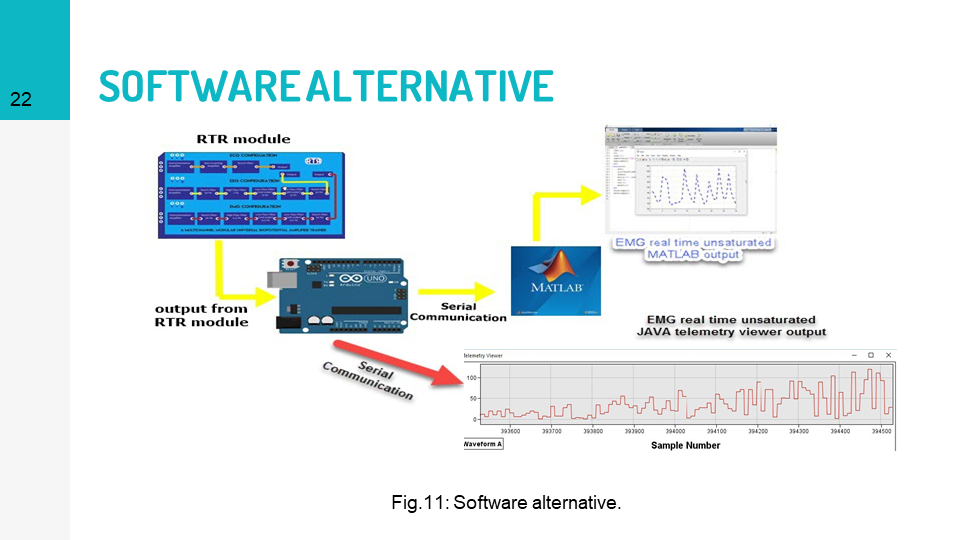 22
SOFTWARE ALTERNATIVE
RTR module
ECG CONFIGURATION
EMG CONFIGURATION
A MULTICHANNEL MODULAR UNIVERSAL BIOPOTENTIAL AMPLIFIER TRAINER
EMG real time unsaturated
MATLAB output
UNO
MATLAB
output from
RTR module
Serial
Communication
EMG real time unsaturated
JAVA telemetry viewer output
Serial
Communication
Telemetry Viewer
100
50
0
393600 393700 393800 393900 394000 394100 394200 394300 394400 394500
Waveform A
Sample Number
Fig.11: Software alternative.